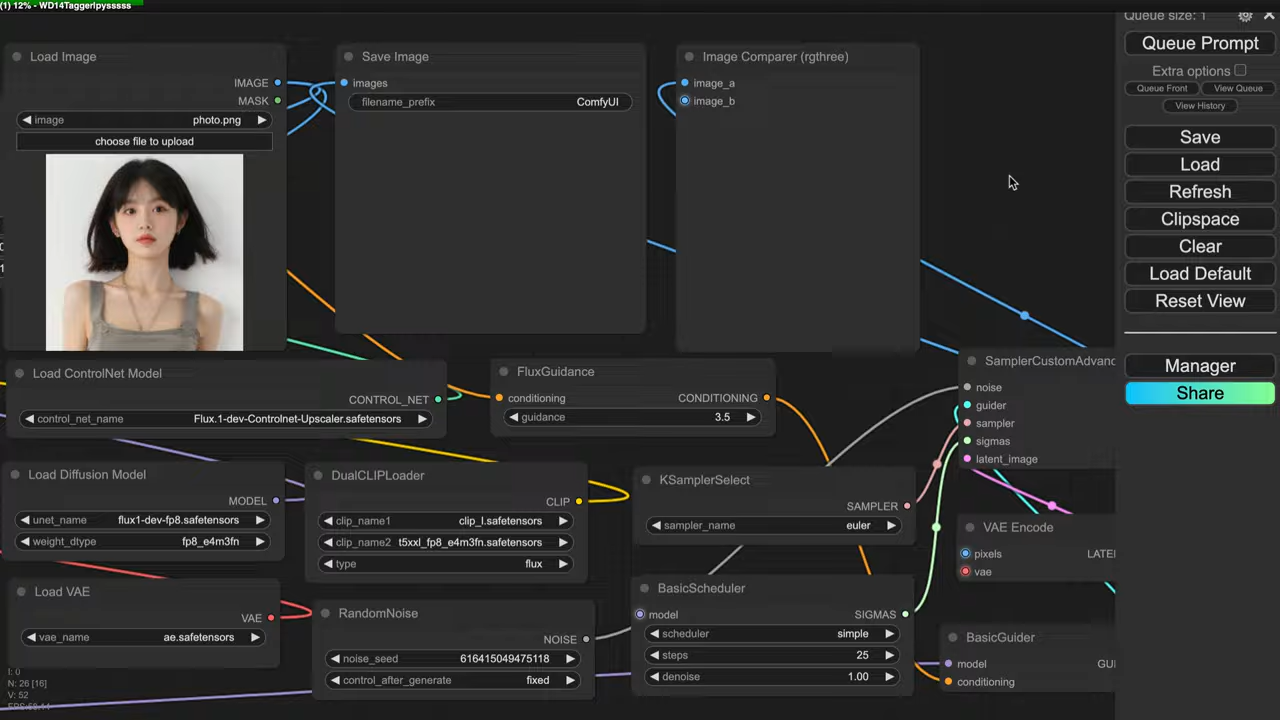 (1) 12% - WD14Tagger|pysssss
Queue size: 1
Load Image
IMAGE
MASK
image photo.png
choose file to upload
Save Image
images
filename_prefix ComfyUI
Image Comparer (rgthree)
image_a
image_b
Queue Prompt
Extra options
Queue Front View Queue
View History
Save
Load
Refresh
Clipspace
Clear
Load Default
Reset View
Manager
Share
Load ControlNet Model
CONTROL_NET
control_net_name Flux.1-dev-Controlnet-Upscaler.safetensors
FluxGuidance
conditioning CONDITIONING
guidance 3.5
SamplerCustomAdvanc
noise
guider
sampler
sigmas
latent_image
Load Diffusion Model
MODEL
unet_name flux1-dev-fp8.safetensors
weight_dtype fp8_e4m3fn
DualCLIPLoader
CLIP
clip_name1 clip_l.safetensors
clip_name2 t5xxl_fp8_e4m3fn.safetensors
type flux
KSamplerSelect
SAMPLER
sampler_name euler
VAE Encode
pixels LATE
vae
Load VAE
VAE
vae_name ae.safetensors
RandomNoise
NOISE
noise_seed 616415049475118
control_after_generate fixed
BasicScheduler
model SIGMAS
scheduler simple
steps 25
denoise 1.00
BasicGuider
model GUI
conditioning
I: 0
N: 26 [16]
V: 52